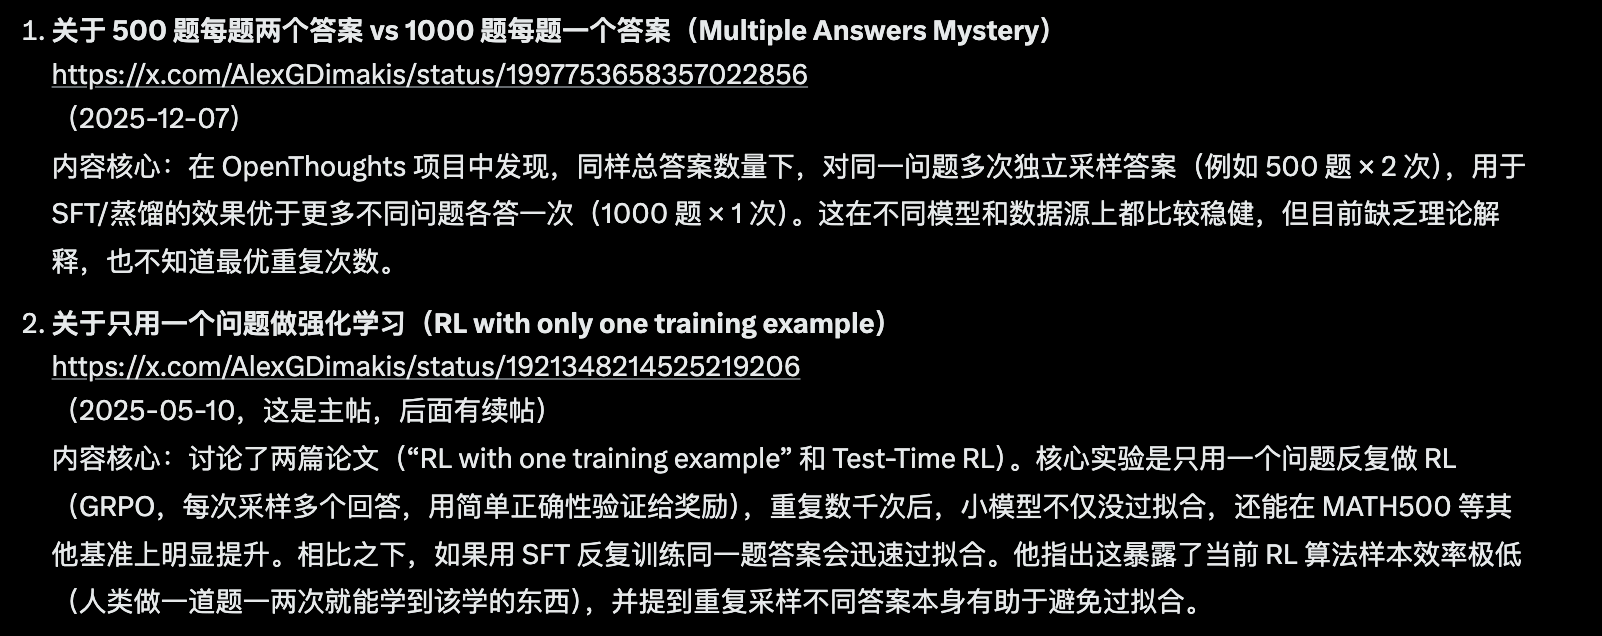 1. 关于 500 题每题两个答案 vs 1000 题每题一个答案（Multiple Answers Mystery）
https://x.com/AlexGDimakis/status/1997753658357022856
（2025-12-07）
内容核心：在 OpenThoughts 项目中发现，同样总答案数量下，对同一问题多次独立采样答案（例如 500 题 × 2 次），用于
SFT/蒸馏的效果优于更多不同问题各答一次（1000 题 × 1 次）。这在不同模型和数据源上都比较稳健，但目前缺乏理论解
释，也不知道最优重复次数。
2. 关于只用一个问题做强化学习（RL with only one training example）
https://x.com/AlexGDimakis/status/1921348214525219206
（2025-05-10，这是主帖，后面有续帖）
内容核心：讨论了两篇论文（“RL with one training example” 和 Test-Time RL）。核心实验是只用一个问题反复做 RL
（GRPO，每次采样多个回答，用简单正确性验证给奖励），重复数千次后，小模型不仅没过拟合，还能在 MATH500 等其
他基准上明显提升。相比之下，如果用 SFT 反复训练同一题答案会迅速过拟合。他指出这暴露了当前 RL 算法样本效率极低
（人类做一道题一两次就能学到该学的东西），并提到重复采样不同答案本身有助于避免过拟合。